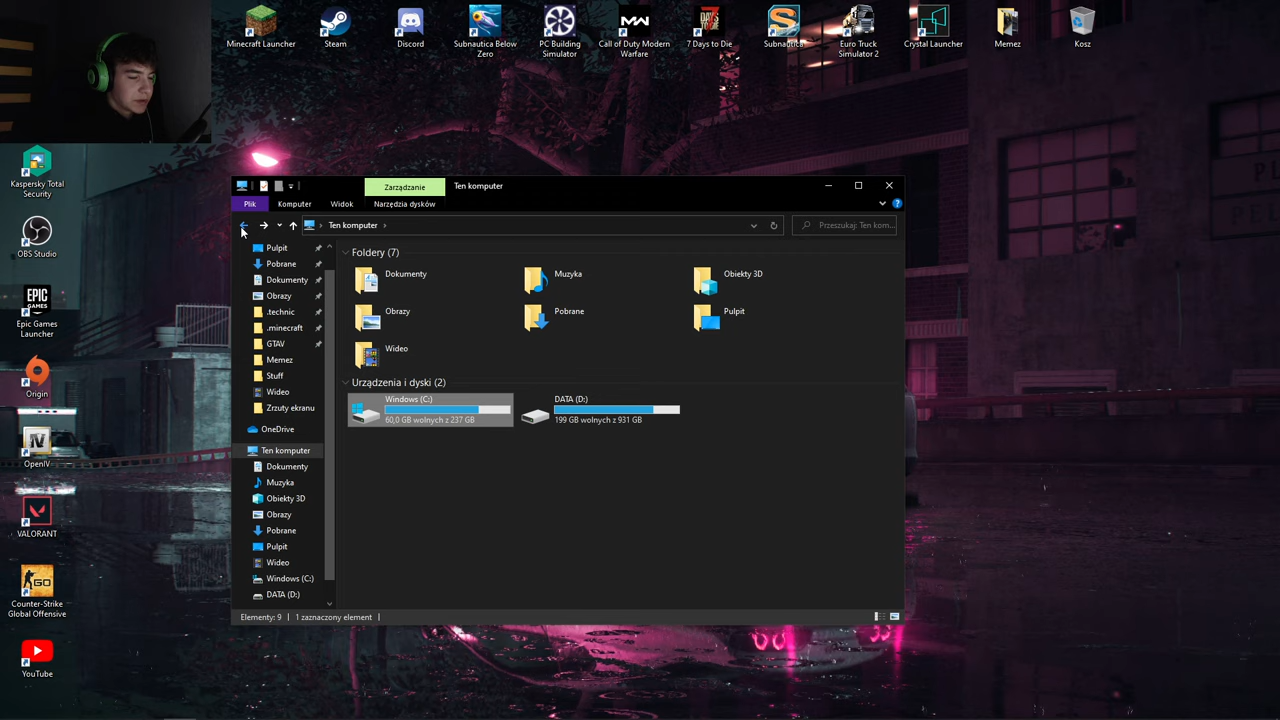 Minecraft Launcher
Steam
Discord
Subnautica Below Zero
PC Building Simulator
Call of Duty Modern Warfare
7 Days to Die
Subnautica
Euro Truck Simulator 2
Crystal Launcher
Memez
Kosz
Kaspersky Total Security
OBS Studio
Epic Games Launcher
Origin
OpenIV
VALORANT
Counter-Strike Global Offensive
YouTube
Zarządzanie
Ten komputer
Plik
Komputer
Widok
Narzędzia dysków
Ten komputer
Przeszukaj: Ten kom...
Pulpit
Pobrane
Dokumenty
Obrazy
.technic
.minecraft
GTAV
Memez
Stuff
Wideo
Zrzuty ekranu
OneDrive
Ten komputer
Dokumenty
Muzyka
Obiekty 3D
Obrazy
Pobrane
Pulpit
Wideo
Windows (C:)
DATA (D:)
Foldery (7)
Dokumenty
Muzyka
Obiekty 3D
Obrazy
Pobrane
Pulpit
Wideo
Urządzenia i dyski (2)
Windows (C:)
60,0 GB wolnych z 237 GB
DATA (D:)
199 GB wolnych z 931 GB
Elementy: 9
1 zaznaczony element